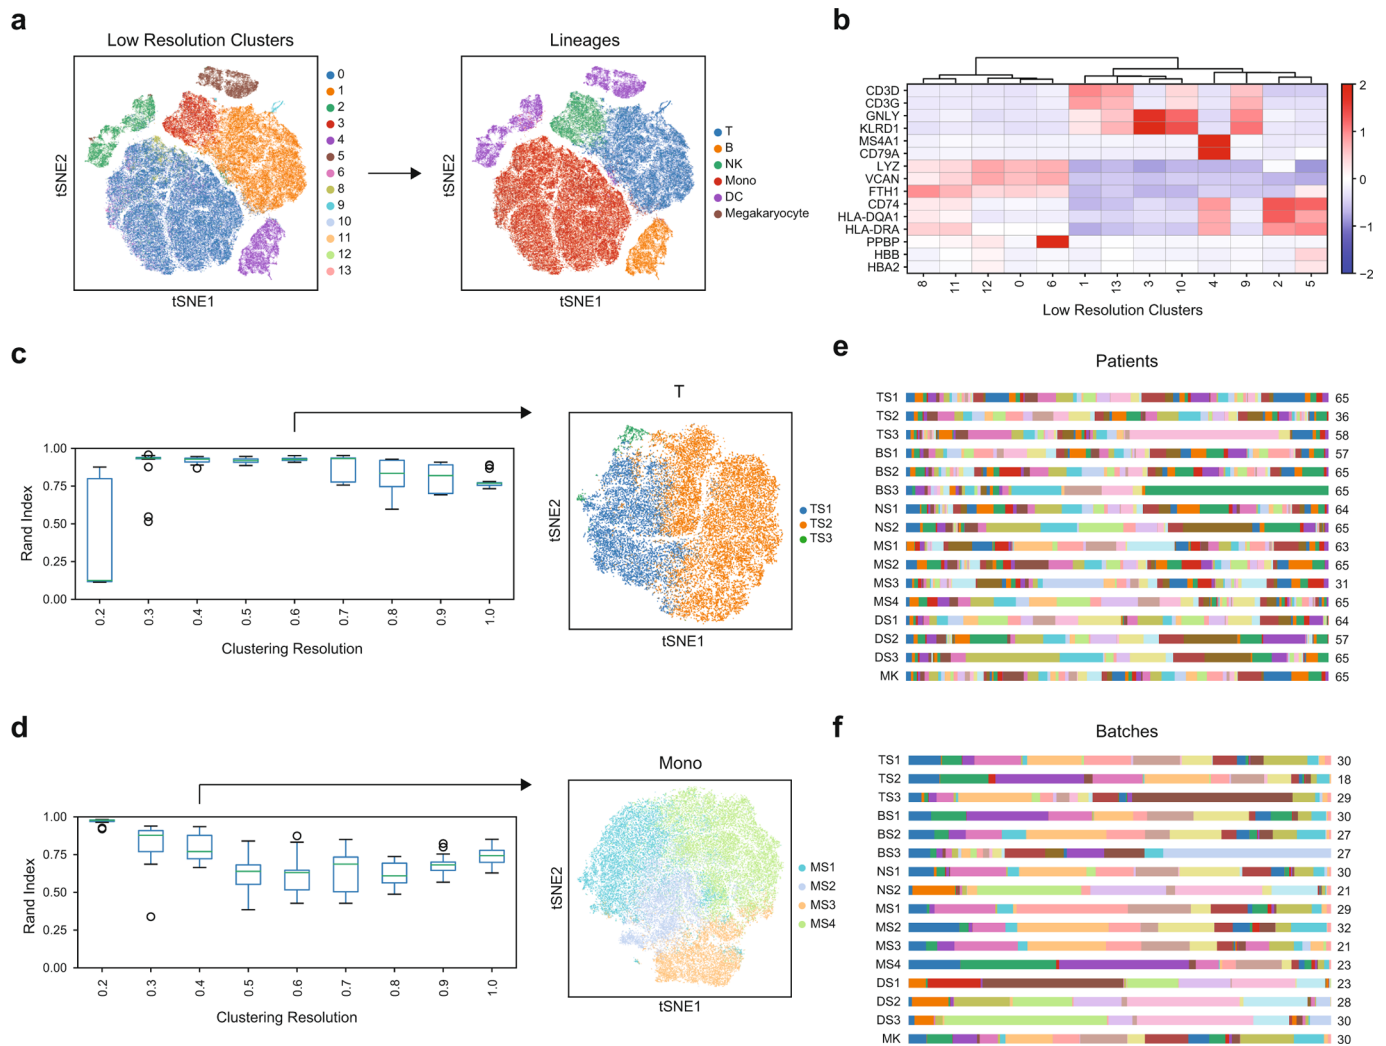 a
Low Resolution Clusters
Lineages
tSNE2
tSNE1
0
1
2
3
4
5
6
8
9
10
11
12
13
tSNE2
tSNE1
T
B
NK
Mono
DC
Megakaryocyte
b
CD3D
CD3G
GNLY
KLRD1
MS4A1
CD79A
LYZ
VCAN
FTH1
CD74
HLA-DQA1
HLA-DRA
PPBP
HBB
HBA2
8 11 12 0 6 1 13 3 10 4 9 2 5
Low Resolution Clusters
2
1
0
−1
−2
c
Rand Index
1.00
0.75
0.50
0.25
0.00
0.2 0.3 0.4 0.5 0.6 0.7 0.8 0.9 1.0
Clustering Resolution
T
tSNE2
tSNE1
TS1
TS2
TS3
d
Rand Index
1.00
0.75
0.50
0.25
0.00
0.2 0.3 0.4 0.5 0.6 0.7 0.8 0.9 1.0
Clustering Resolution
Mono
tSNE2
tSNE1
MS1
MS2
MS3
MS4
e
Patients
TS1 65
TS2 36
TS3 58
BS1 57
BS2 65
BS3 65
NS1 64
NS2 65
MS1 63
MS2 65
MS3 31
MS4 65
DS1 64
DS2 57
DS3 65
MK 65
f
Batches
TS1 30
TS2 18
TS3 29
BS1 30
BS2 27
BS3 27
NS1 30
NS2 21
MS1 29
MS2 32
MS3 21
MS4 23
DS1 23
DS2 28
DS3 30
MK 30